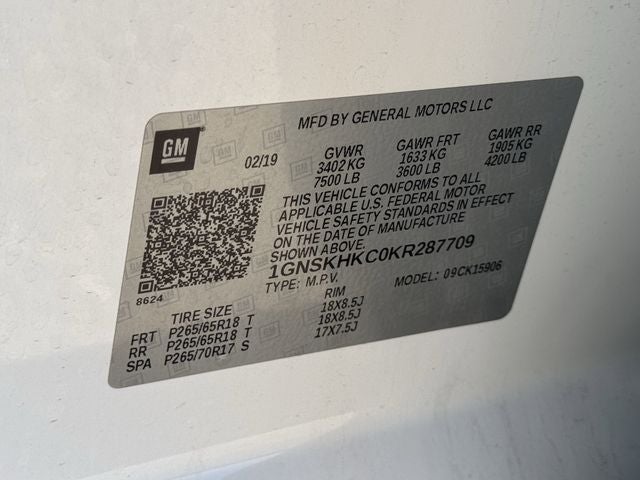 MFD BY GENERAL MOTORS LLC
GM
02/19
GVWR GAWR FRT GAWR RR
3402 KG 1633 KG 1905 KG
7500 LB 3600 LB 4200 LB
THIS VEHICLE CONFORMS TO ALL
APPLICABLE U.S. FEDERAL MOTOR
VEHICLE SAFETY STANDARDS IN EFFECT
ON THE DATE OF MANUFACTURE
SHOWN ABOVE.
1GNSKHKC0KR287709
TYPE: M.P.V. MODEL: 09CK15906
8624
TIRE SIZE RIM
FRT P265/65R18 T 18X8.5J
RR P265/65R18 T 18X8.5J
SPA P265/70R17 S 17X7.5J